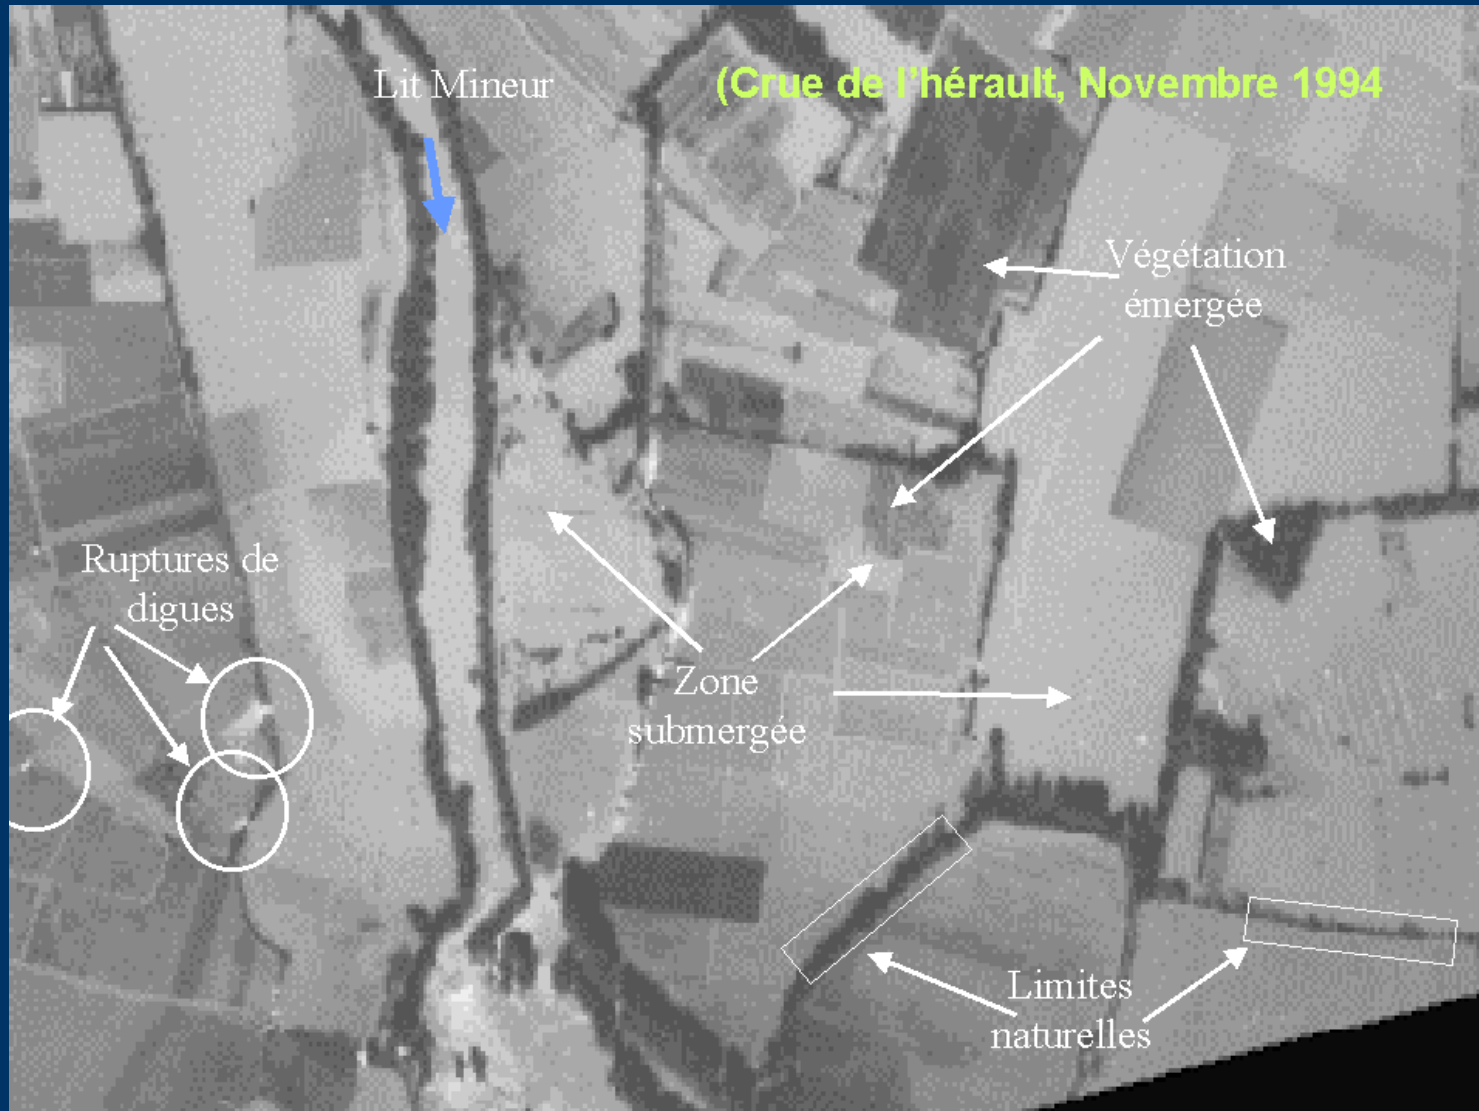 Lit Mineur
(Crue de l'hérault, Novembre 1994
Végétation
émergée
Ruptures de
digues
Zone
submergée
Limites
naturelles